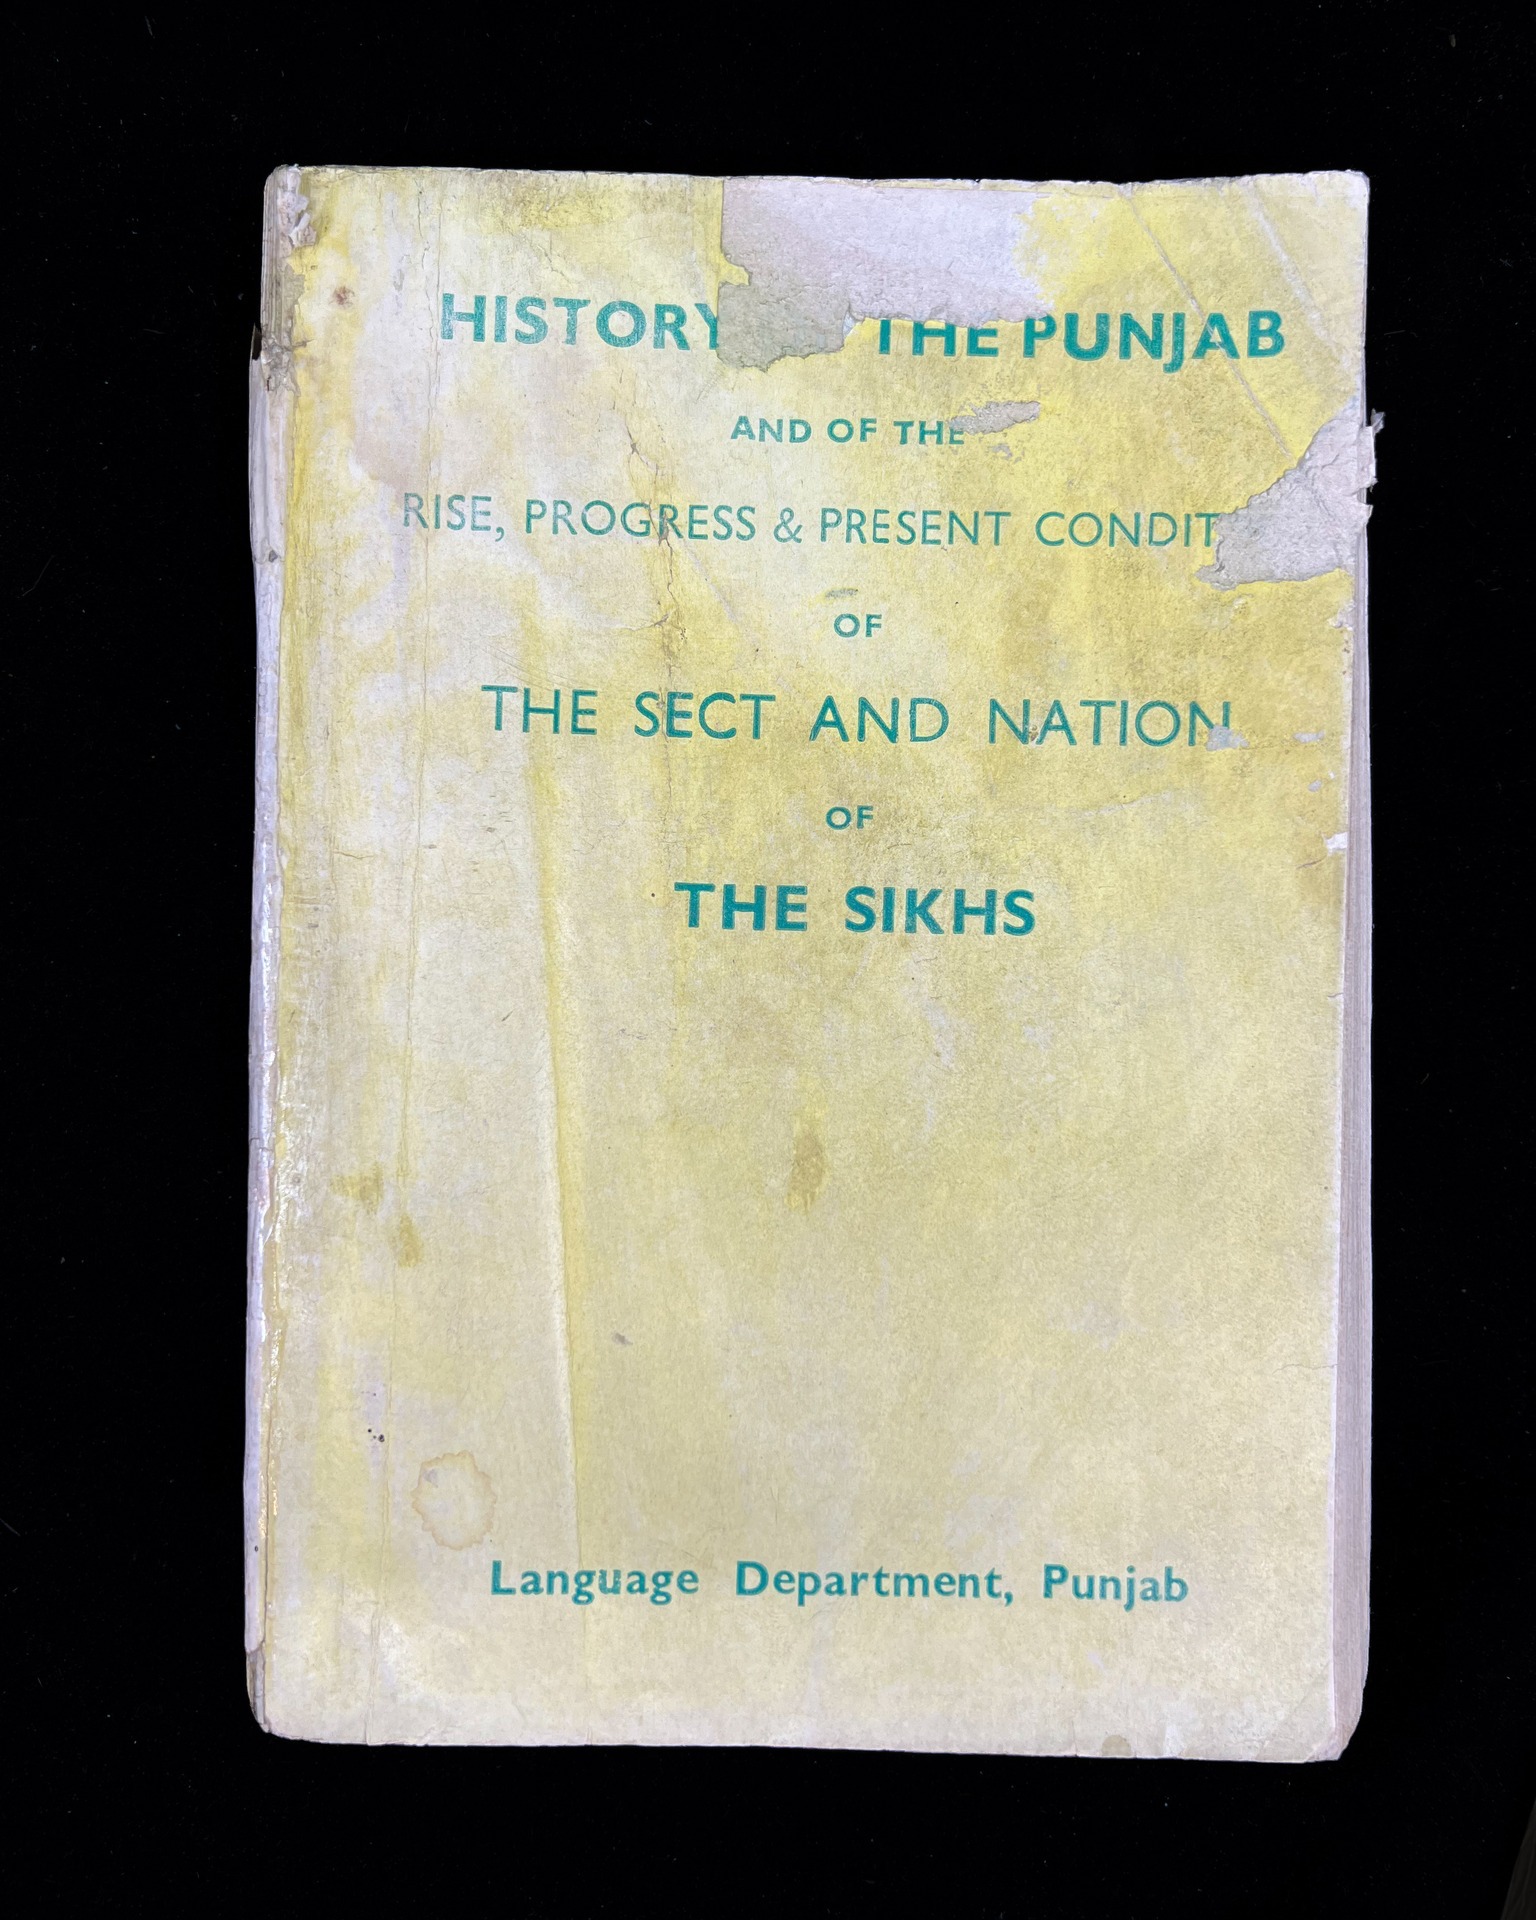 HISTORY THE PUNJAB
AND OF THE
RISE, PROGRESS & PRESENT CONDIT
OF
THE SECT AND NATION
OF
THE SIKHS
Language Department, Punjab